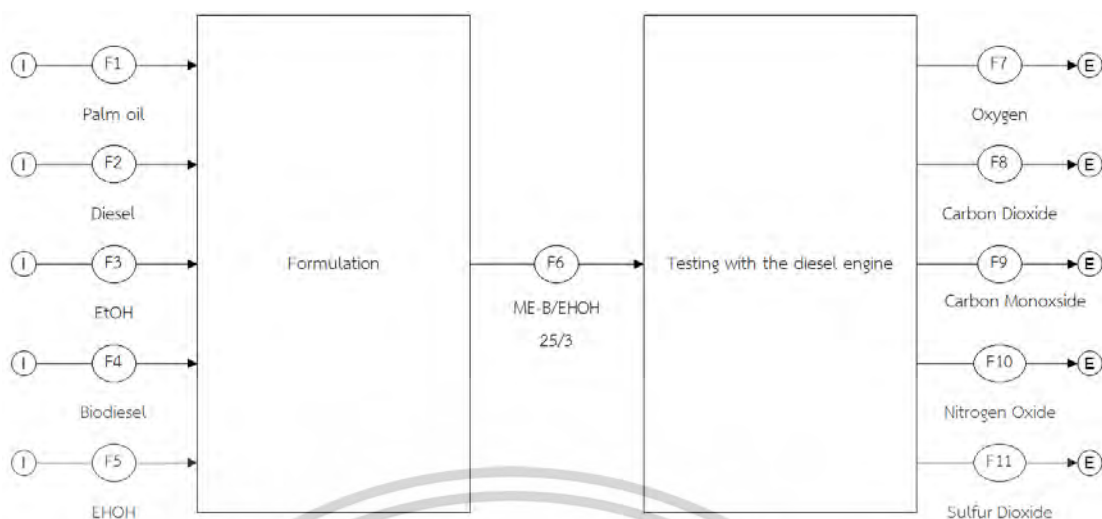 I F1 F7 E
Palm oil Oxygen
I F2 F8 E
Diesel Carbon Dioxide
I F3 Formulation F6 Testing with the diesel engine F9 E
EtOH ME-B/EHOH Carbon Monoxside
25/3
I F4 F10 E
Biodiesel Nitrogen Oxide
I F5 F11 E
EHOH Sulfur Dioxide